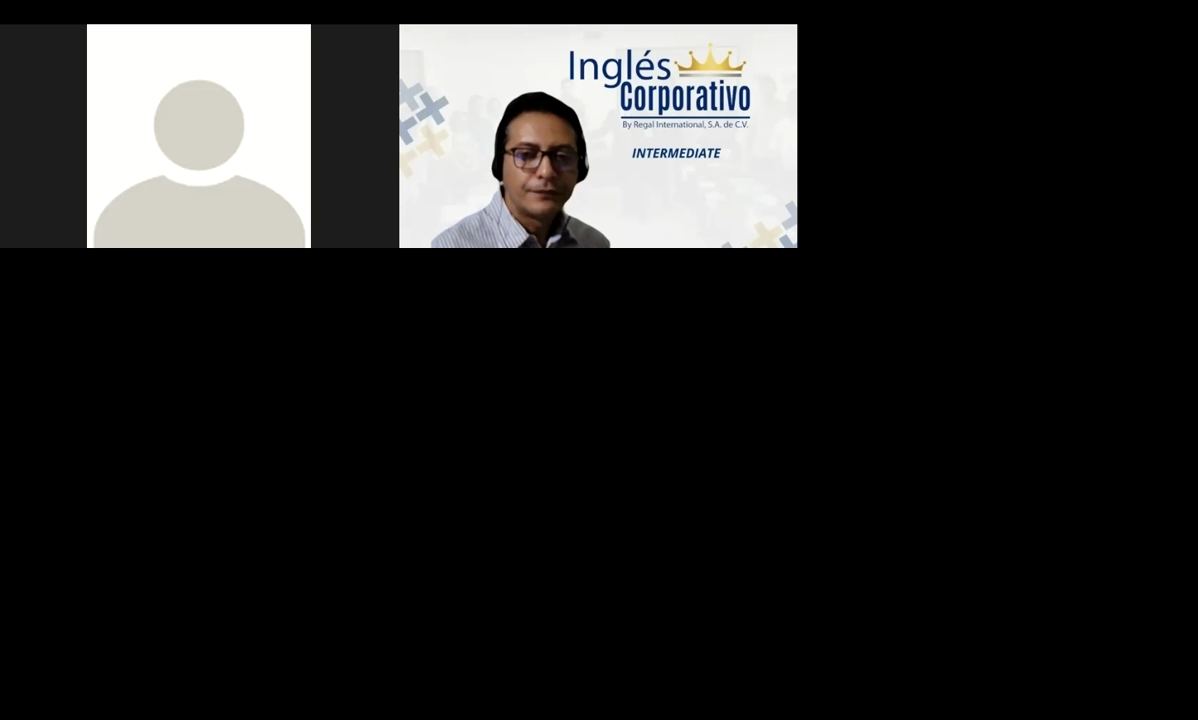 Inglés
Corporativo
By Regal International, S.A. de C.V.
INTERMEDIATE